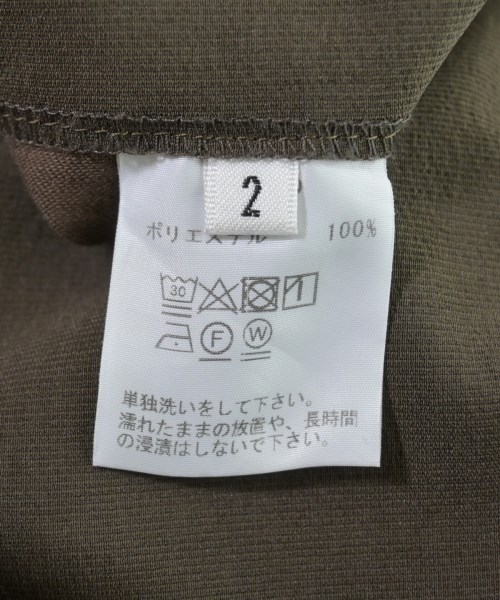 2
ポリエステル 100%
30
F W
単独洗いをして下さい。
濡れたままの放置や、長時間
の浸漬はしないで下さい。